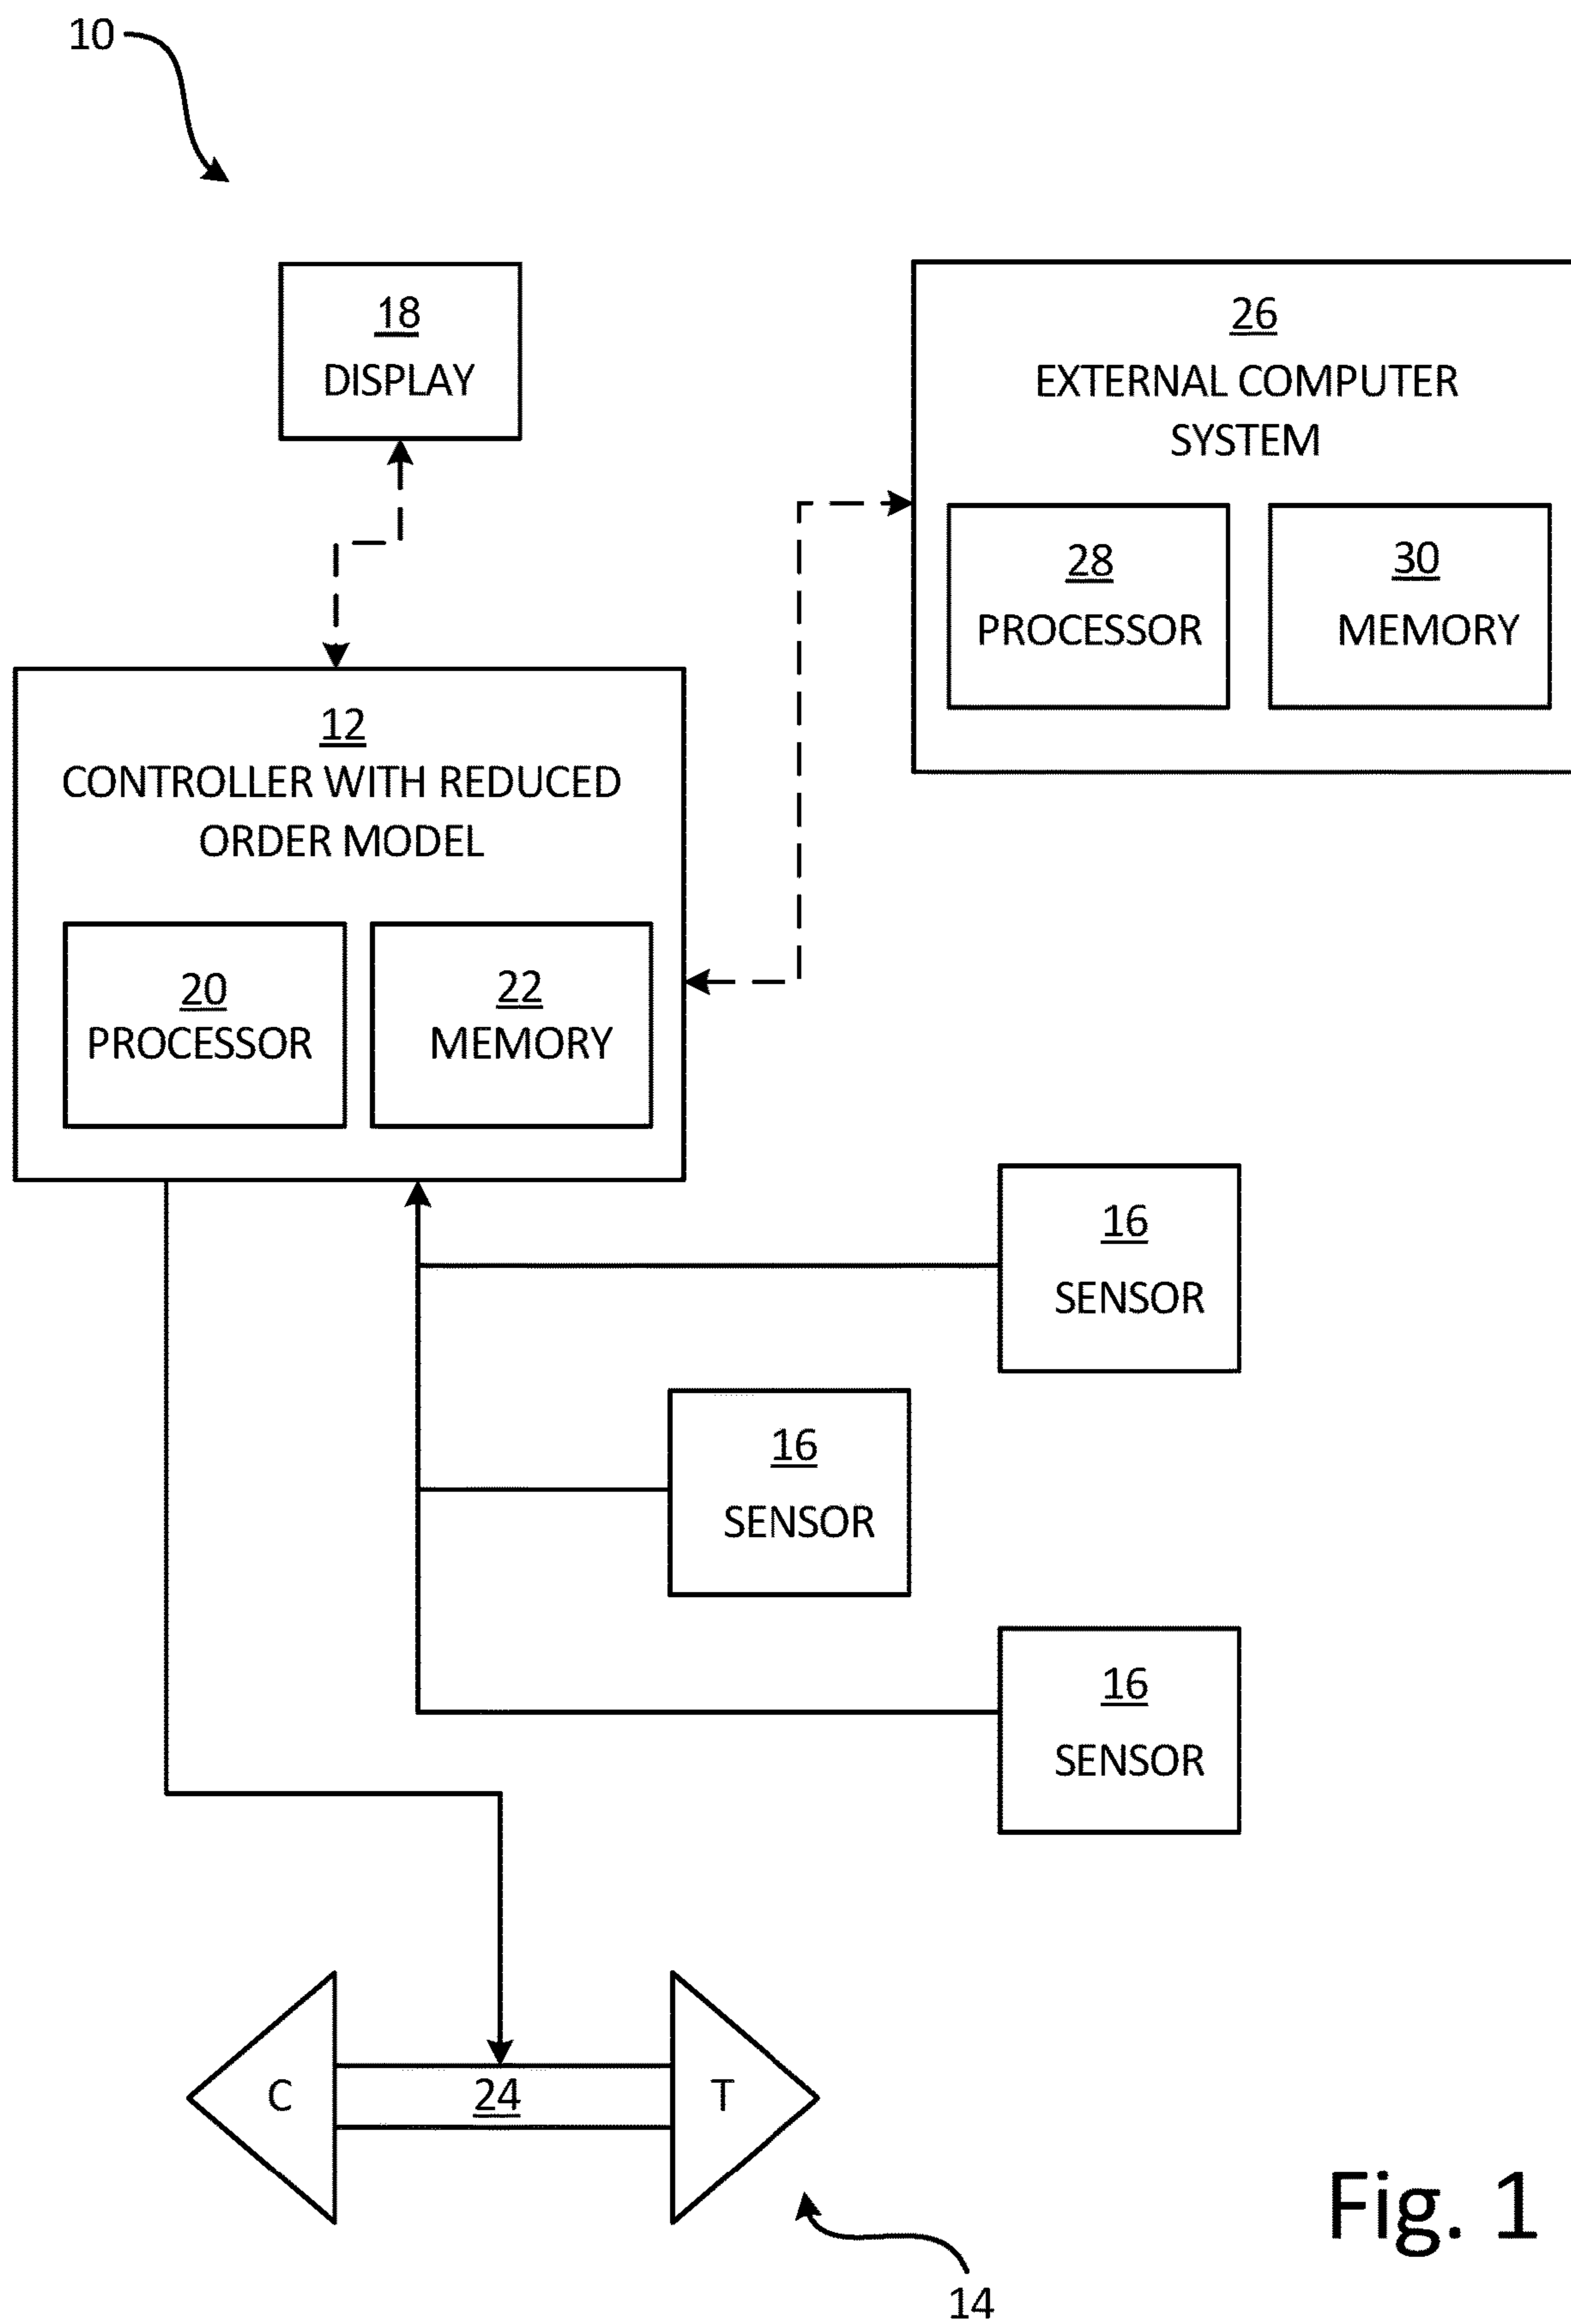 10
18
DISPLAY
26
EXTERNAL COMPUTER
SYSTEM
28
PROCESSOR
30
MEMORY
12
CONTROLLER WITH REDUCED
ORDER MODEL
20
PROCESSOR
22
MEMORY
16
SENSOR
16
SENSOR
16
SENSOR
C
24
T
14
Fig. 1